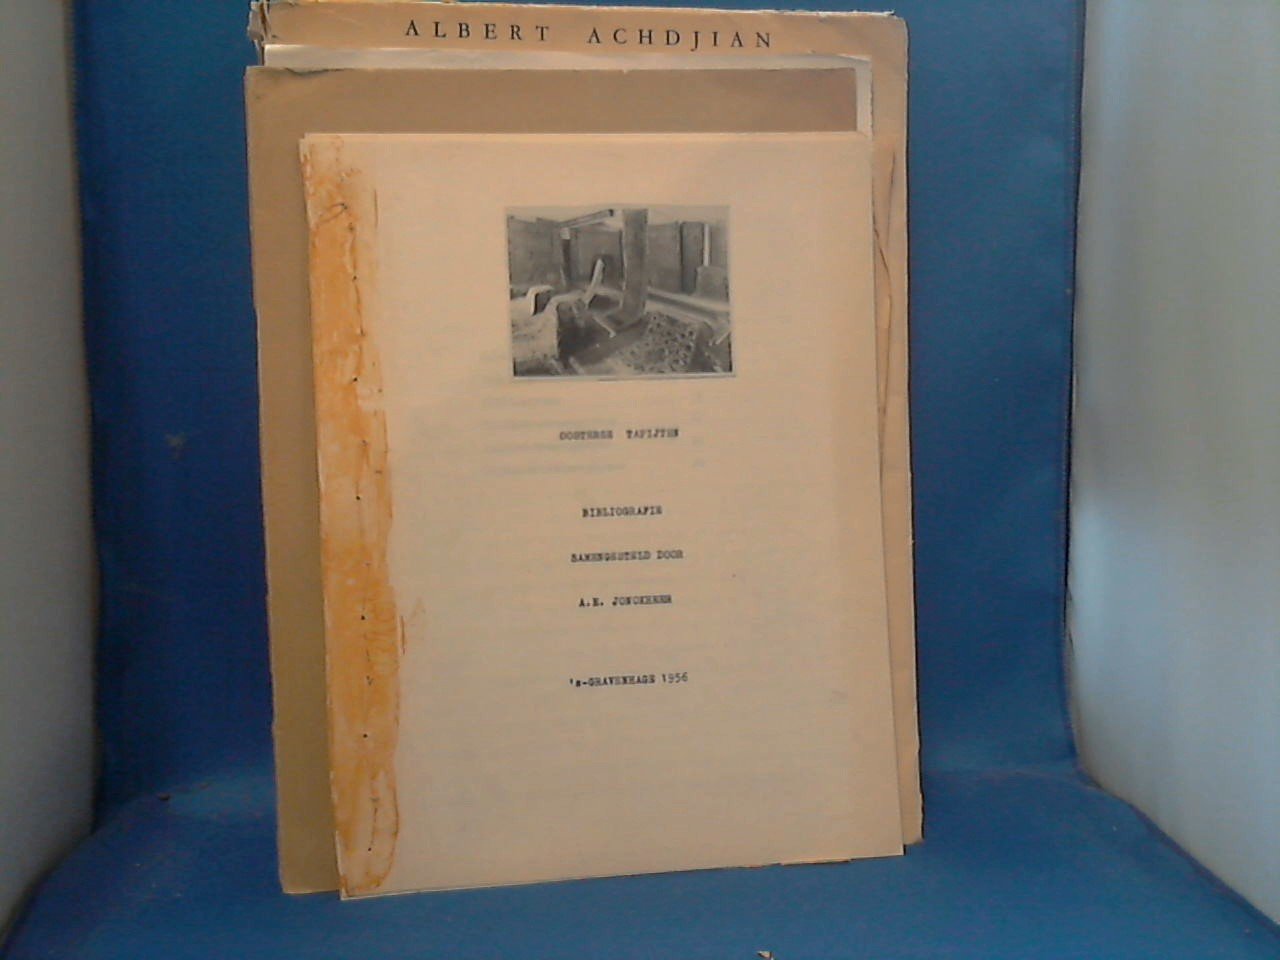 ALBERT ACHDJIAN
OOSTERSE TAPIJTEN
BIBLIOGRAFIE
SAMENGESTELD DOOR
A.E. JONCKHEER
's-GRAVENHAGE 1956